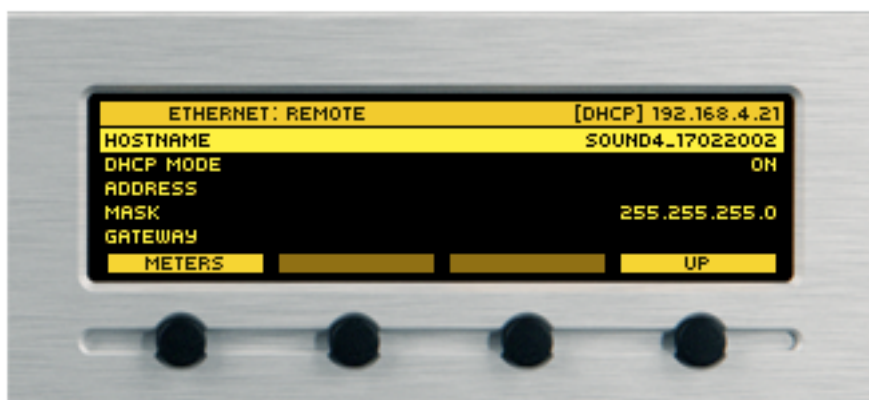 ETHERNET: REMOTE [DHCP] 192.168.4.21
HOSTNAME SOUND4_17022002
DHCP MODE ON
ADDRESS
MASK 255.255.255.0
GATEWAY
METERS UP